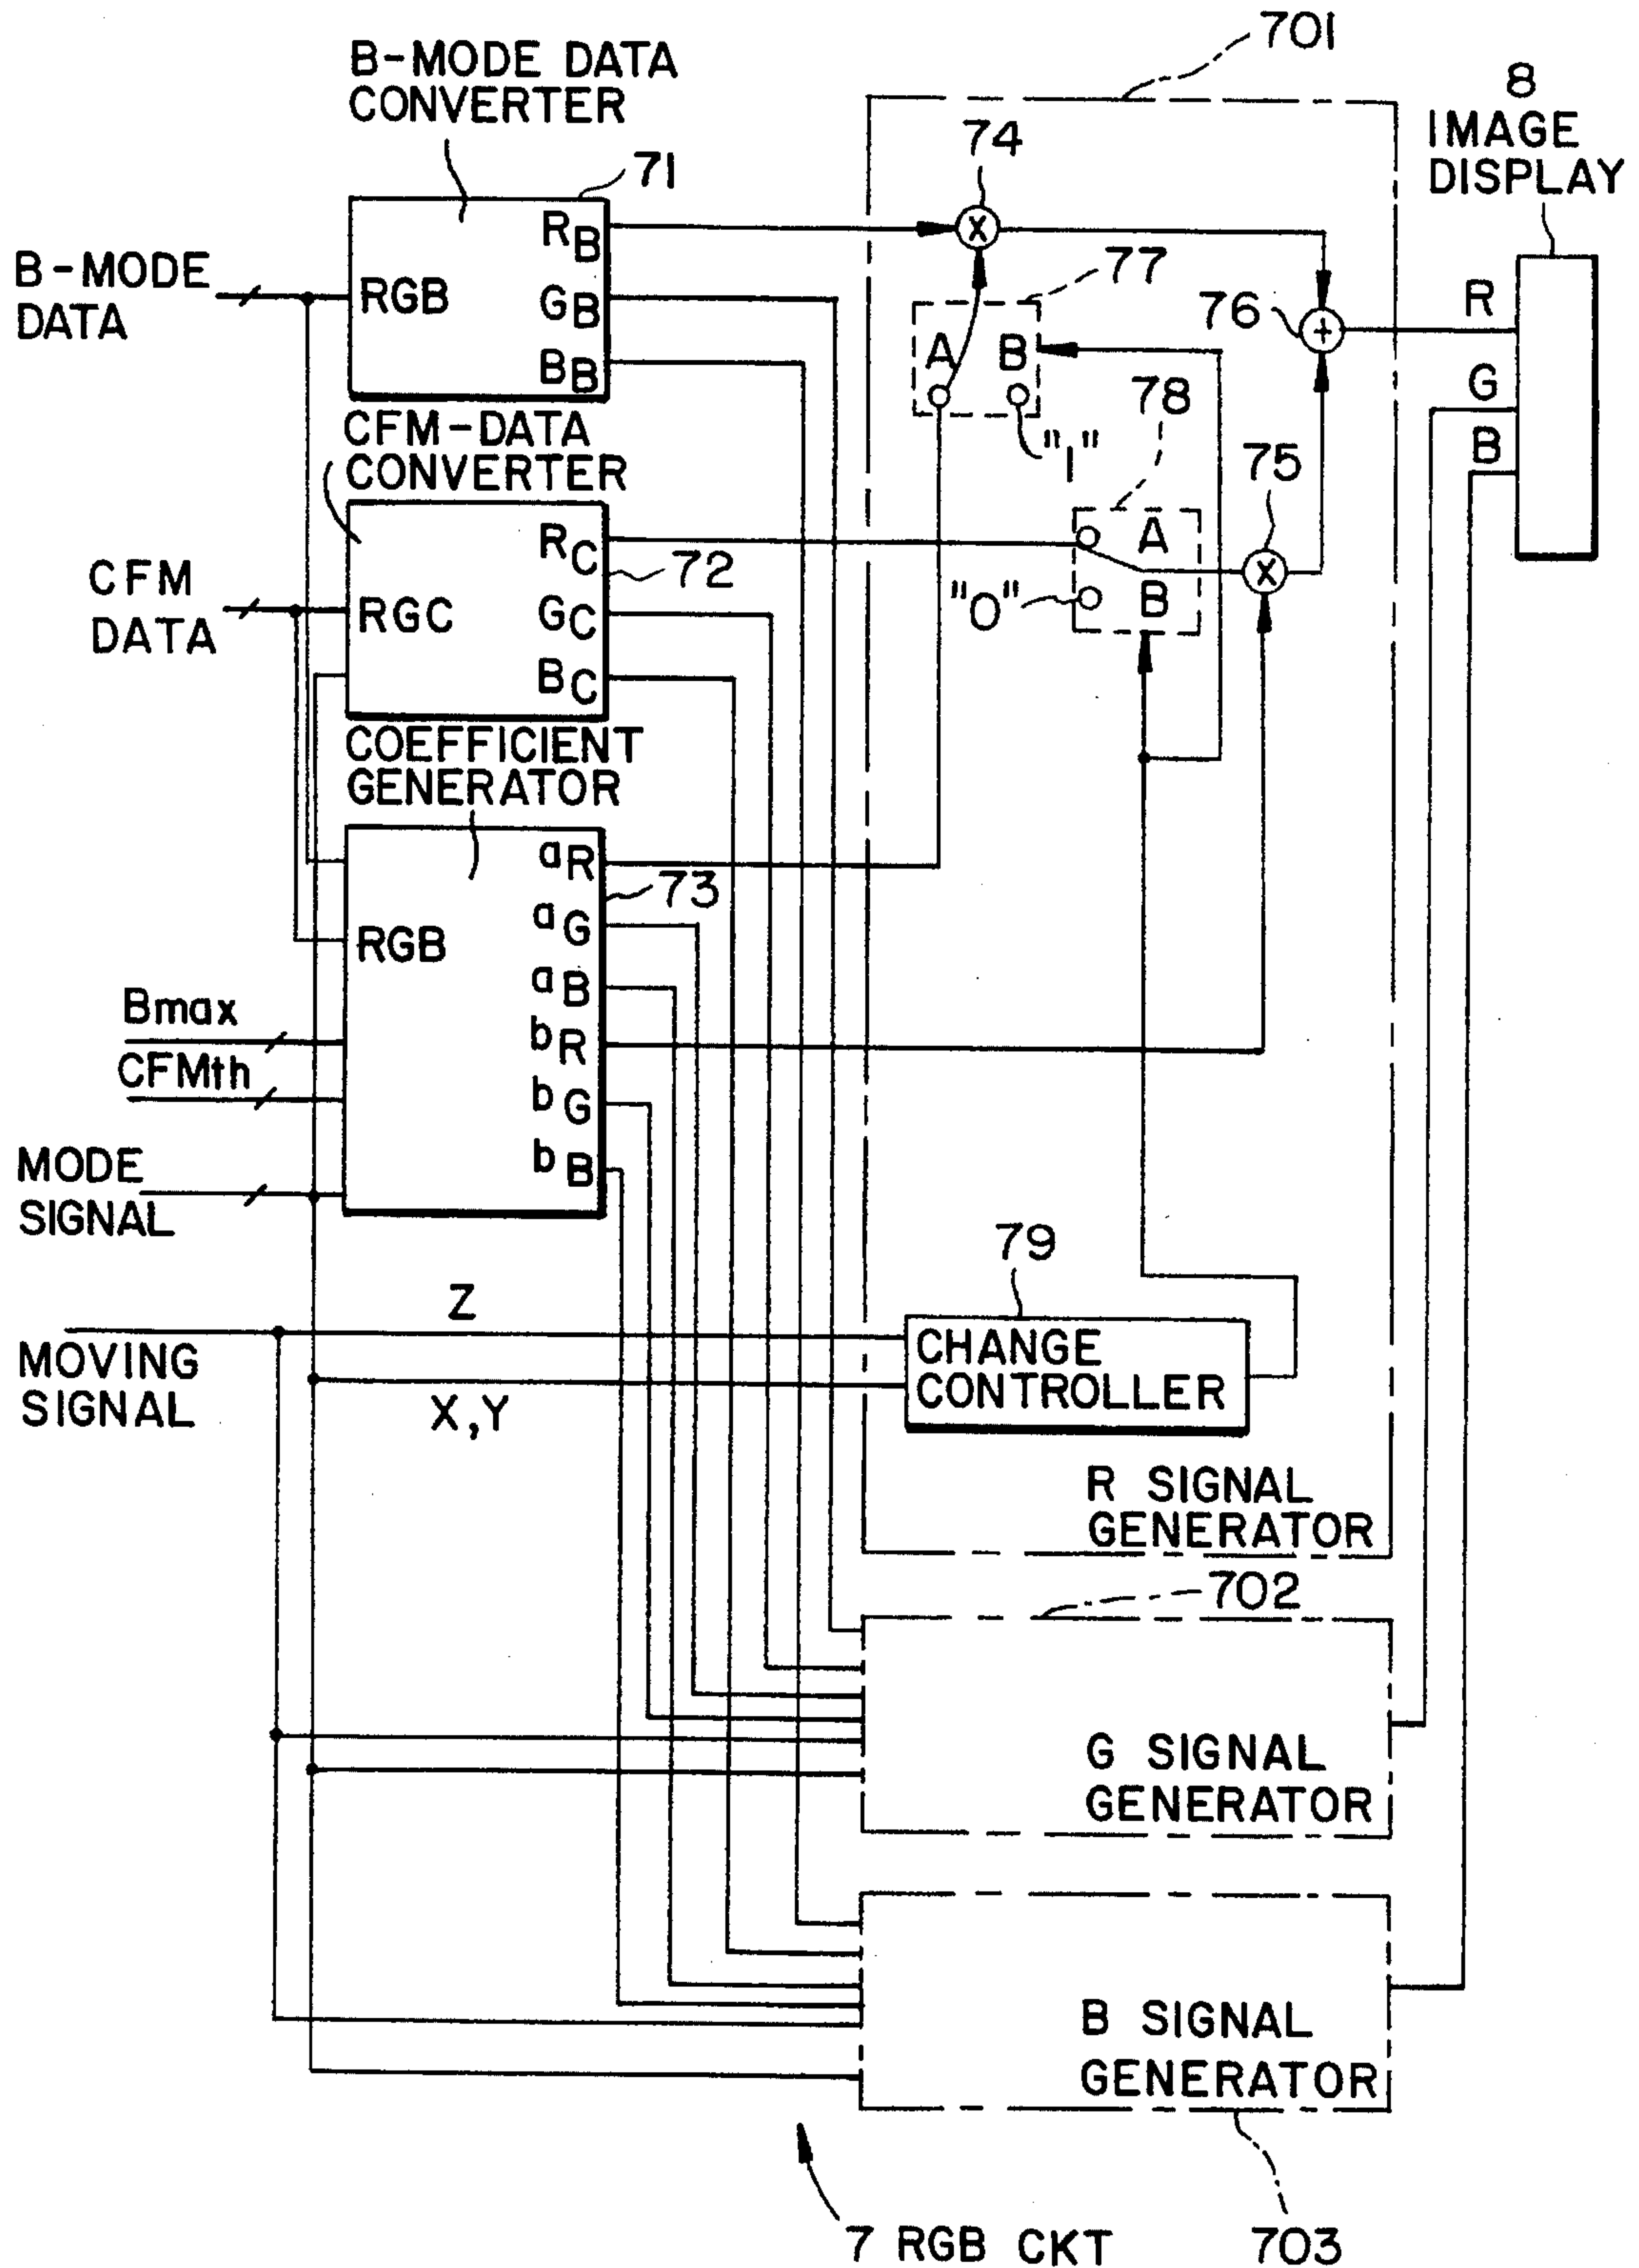 701
B-MODE DATA
CONVERTER
8
IMAGE
DISPLAY
71
74
RB
B-MODE
DATA
RGB
GB
BB
77
A B
"1"
76
R
G
B
CFM-DATA
CONVERTER
78
75
RC
72
CFM
DATA
RGC
GC
BC
A
"0"
B
COEFFICIENT
GENERATOR
aR
73
aG
RGB
aB
Bmax
bR
CFMth
bG
MODE
SIGNAL
bB
79
Z
MOVING
SIGNAL
X,Y
CHANGE
CONTROLLER
R SIGNAL
GENERATOR
702
G SIGNAL
GENERATOR
B SIGNAL
GENERATOR
7 RGB CKT
703